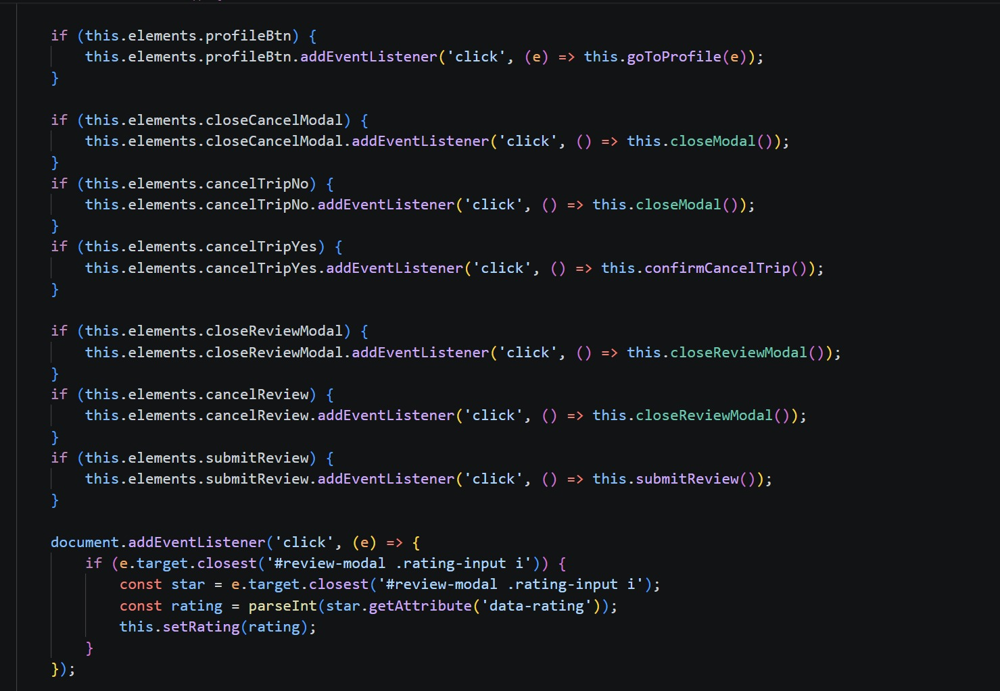 if (this.elements.profileBtn) {
    this.elements.profileBtn.addEventListener('click', (e) => this.goToProfile(e));
}

if (this.elements.closeCancelModal) {
    this.elements.closeCancelModal.addEventListener('click', () => this.closeModal());
}
if (this.elements.cancelTripNo) {
    this.elements.cancelTripNo.addEventListener('click', () => this.closeModal());
}
if (this.elements.cancelTripYes) {
    this.elements.cancelTripYes.addEventListener('click', () => this.confirmCancelTrip());
}

if (this.elements.closeReviewModal) {
    this.elements.closeReviewModal.addEventListener('click', () => this.closeReviewModal());
}
if (this.elements.cancelReview) {
    this.elements.cancelReview.addEventListener('click', () => this.closeReviewModal());
}
if (this.elements.submitReview) {
    this.elements.submitReview.addEventListener('click', () => this.submitReview());
}

document.addEventListener('click', (e) => {
    if (e.target.closest('#review-modal .rating-input i')) {
        const star = e.target.closest('#review-modal .rating-input i');
        const rating = parseInt(star.getAttribute('data-rating'));
        this.setRating(rating);
    }
});